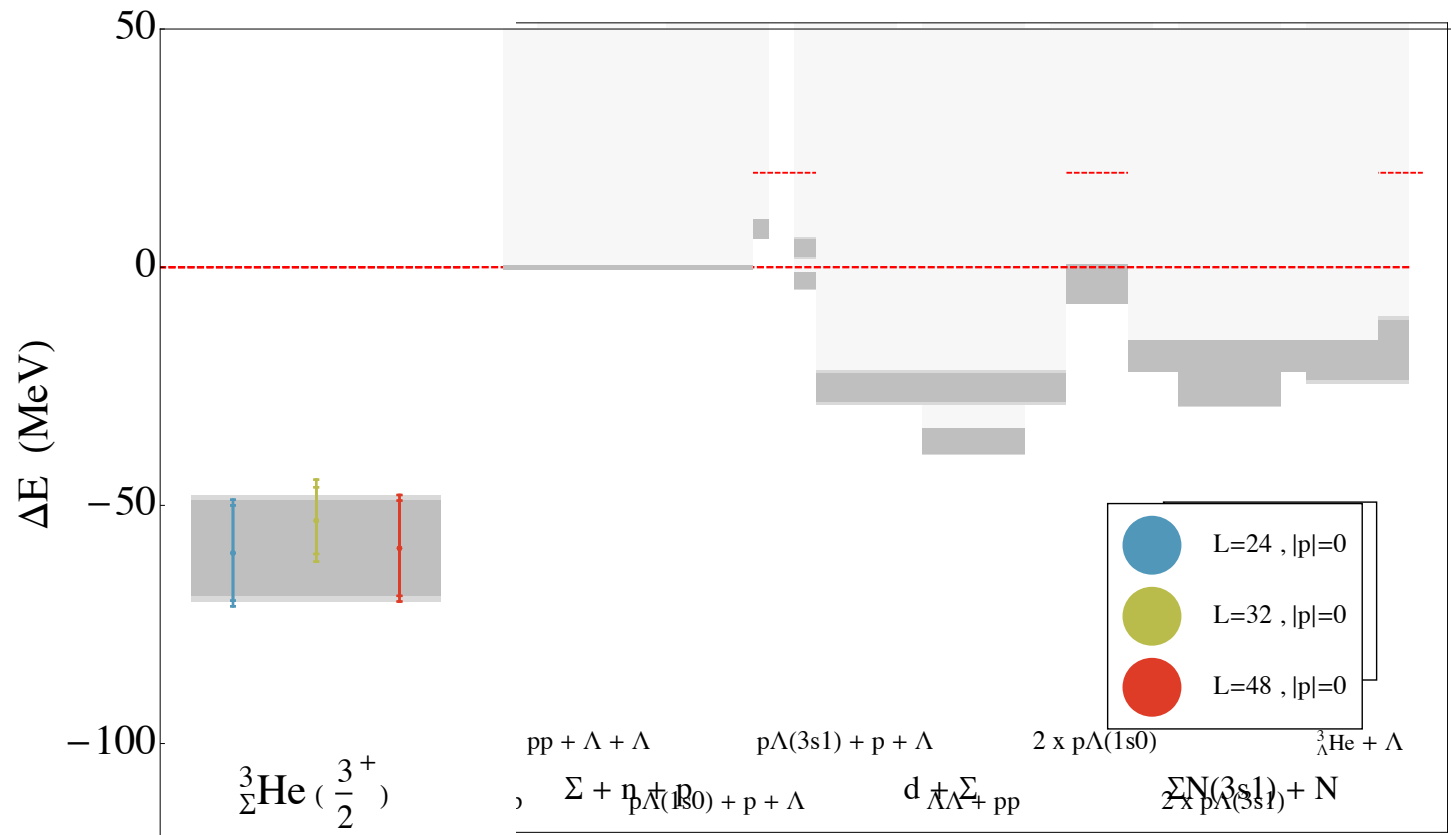 50
0
−50
−100
ΔE (MeV)
L=24 , |p|=0
L=32 , |p|=0
L=48 , |p|=0
pp + Λ + Λ
pΛ(3s1) + p + Λ
2 x pΛ(1s0)
³ΛHe + Λ
³ΣHe ( 3/2 ⁺ )
Σ + n + p
d + Σ
ΣN(3s1) + N
p
pΛ(1s0) + p + Λ
ΛΛ + pp
2 x pΛ(3s1)